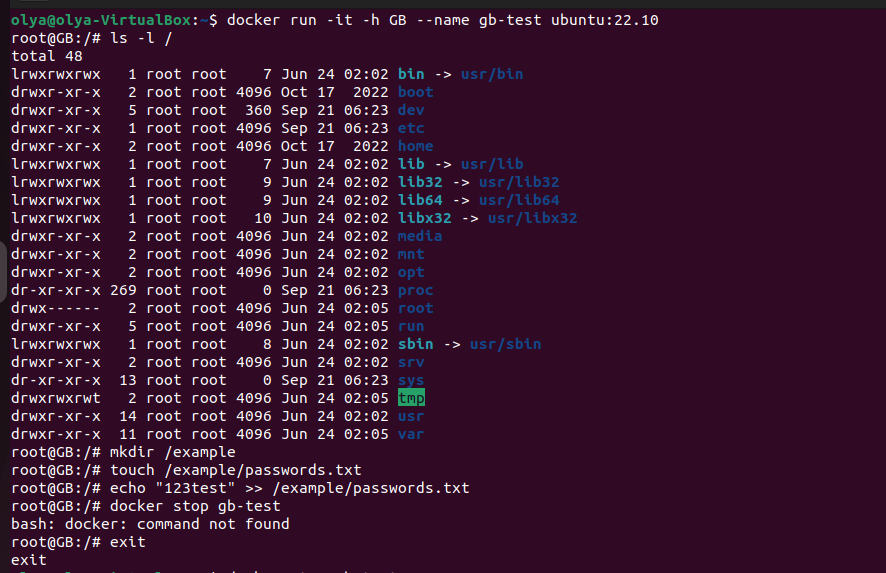 olya@olya-VirtualBox:~$ docker run -it -h GB --name gb-test ubuntu:22.10
root@GB:/# ls -l /
total 48
lrwxrwxrwx   1 root root    7 Jun 24 02:02 bin -> usr/bin
drwxr-xr-x   2 root root 4096 Oct 17  2022 boot
drwxr-xr-x   5 root root  360 Sep 21 06:23 dev
drwxr-xr-x   1 root root 4096 Sep 21 06:23 etc
drwxr-xr-x   2 root root 4096 Oct 17  2022 home
lrwxrwxrwx   1 root root    7 Jun 24 02:02 lib -> usr/lib
lrwxrwxrwx   1 root root    9 Jun 24 02:02 lib32 -> usr/lib32
lrwxrwxrwx   1 root root    9 Jun 24 02:02 lib64 -> usr/lib64
lrwxrwxrwx   1 root root   10 Jun 24 02:02 libx32 -> usr/libx32
drwxr-xr-x   2 root root 4096 Jun 24 02:02 media
drwxr-xr-x   2 root root 4096 Jun 24 02:02 mnt
drwxr-xr-x   2 root root 4096 Jun 24 02:02 opt
dr-xr-xr-x 269 root root    0 Sep 21 06:23 proc
drwx------   2 root root 4096 Jun 24 02:05 root
drwxr-xr-x   5 root root 4096 Jun 24 02:05 run
lrwxrwxrwx   1 root root    8 Jun 24 02:02 sbin -> usr/sbin
drwxr-xr-x   2 root root 4096 Jun 24 02:02 srv
dr-xr-xr-x  13 root root    0 Sep 21 06:23 sys
drwxrwxrwt   2 root root 4096 Jun 24 02:05 tmp
drwxr-xr-x  14 root root 4096 Jun 24 02:02 usr
drwxr-xr-x  11 root root 4096 Jun 24 02:05 var
root@GB:/# mkdir /example
root@GB:/# touch /example/passwords.txt
root@GB:/# echo "123test" >> /example/passwords.txt
root@GB:/# docker stop gb-test
bash: docker: command not found
root@GB:/# exit
exit